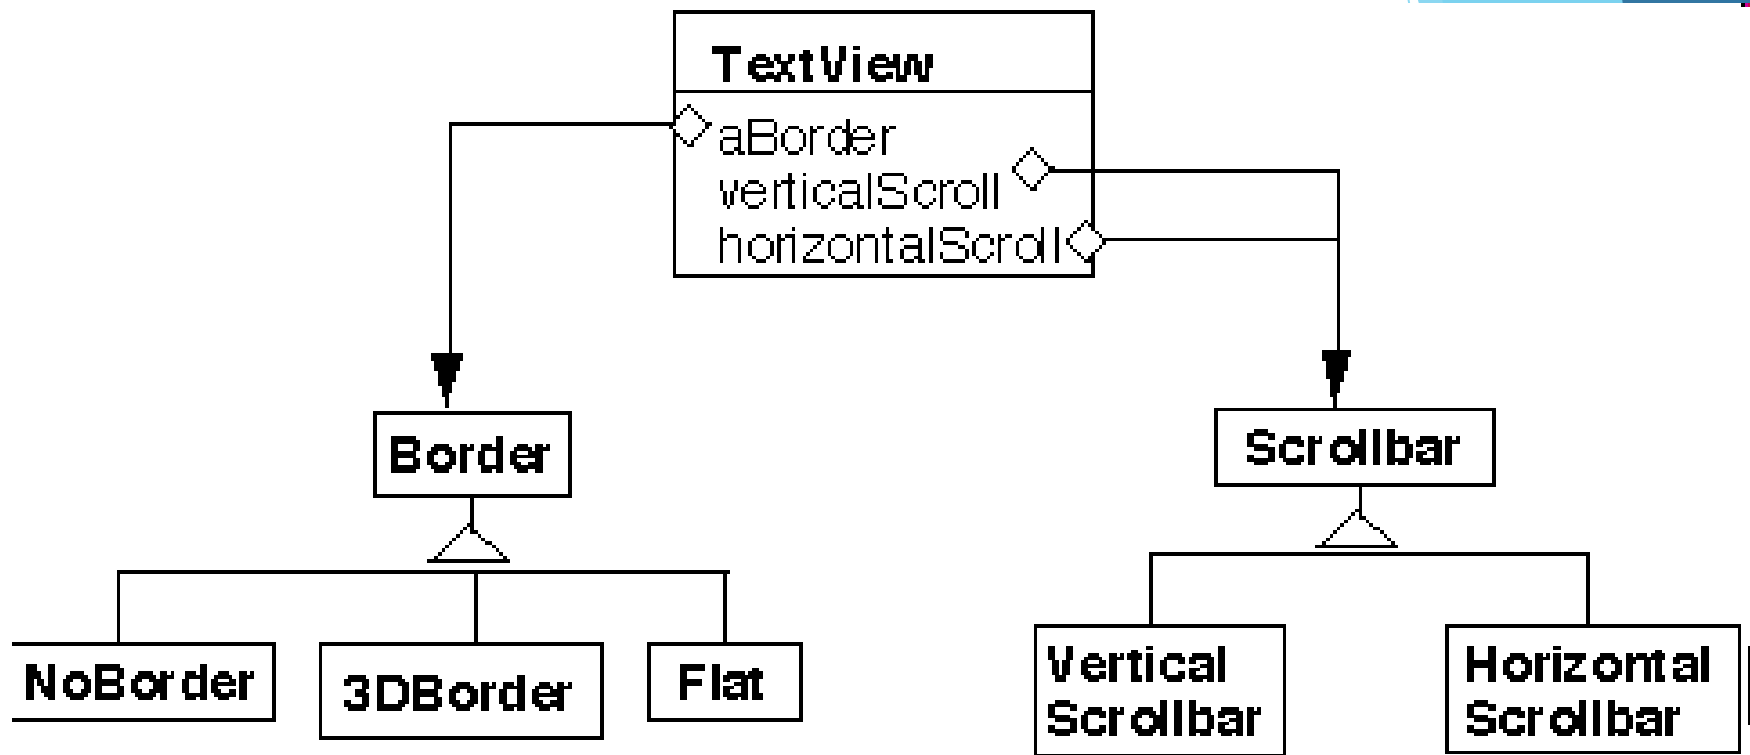 TextView
aBorder
verticalScroll
horizontalScroll
Border
Scrollbar
NoBorder
3DBorder
Flat
Vertical
Scrollbar
Horizontal
Scrollbar